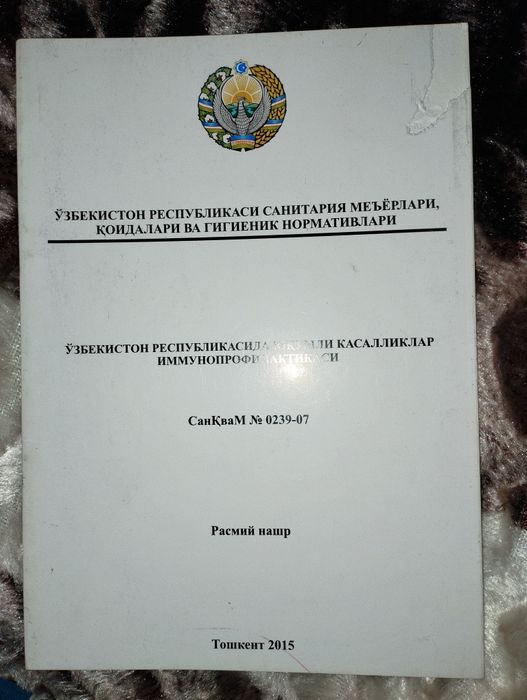 ЎЗБЕКИСТОН РЕСПУБЛИКАСИ САНИТАРИЯ МЕЪЁРЛАРИ,
ҚОИДАЛАРИ ВА ГИГИЕНИК НОРМАТИВЛАРИ
ЎЗБЕКИСТОН РЕСПУБЛИКАСИДА ЮҚУМЛИ КАСАЛЛИКЛАР
ИММУНОПРОФИЛАКТИКАСИ
СанҚваМ № 0239-07
Расмий нашр
Тошкент 2015